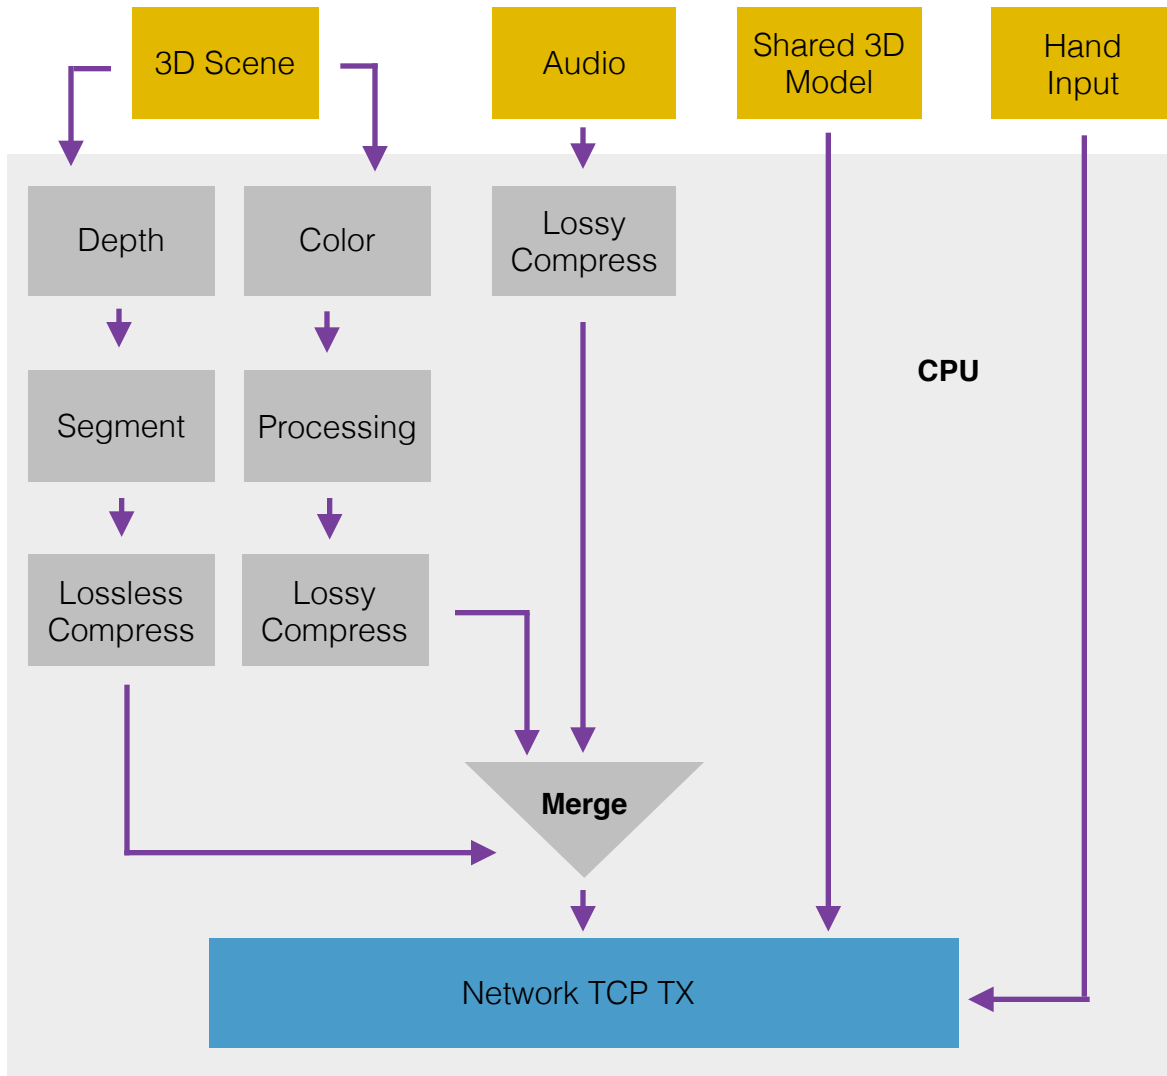 3D Scene
Audio
Shared 3D
Model
Hand
Input
Depth
Color
Lossy
Compress
CPU
Segment
Processing
Lossless
Compress
Lossy
Compress
Merge
Network TCP TX